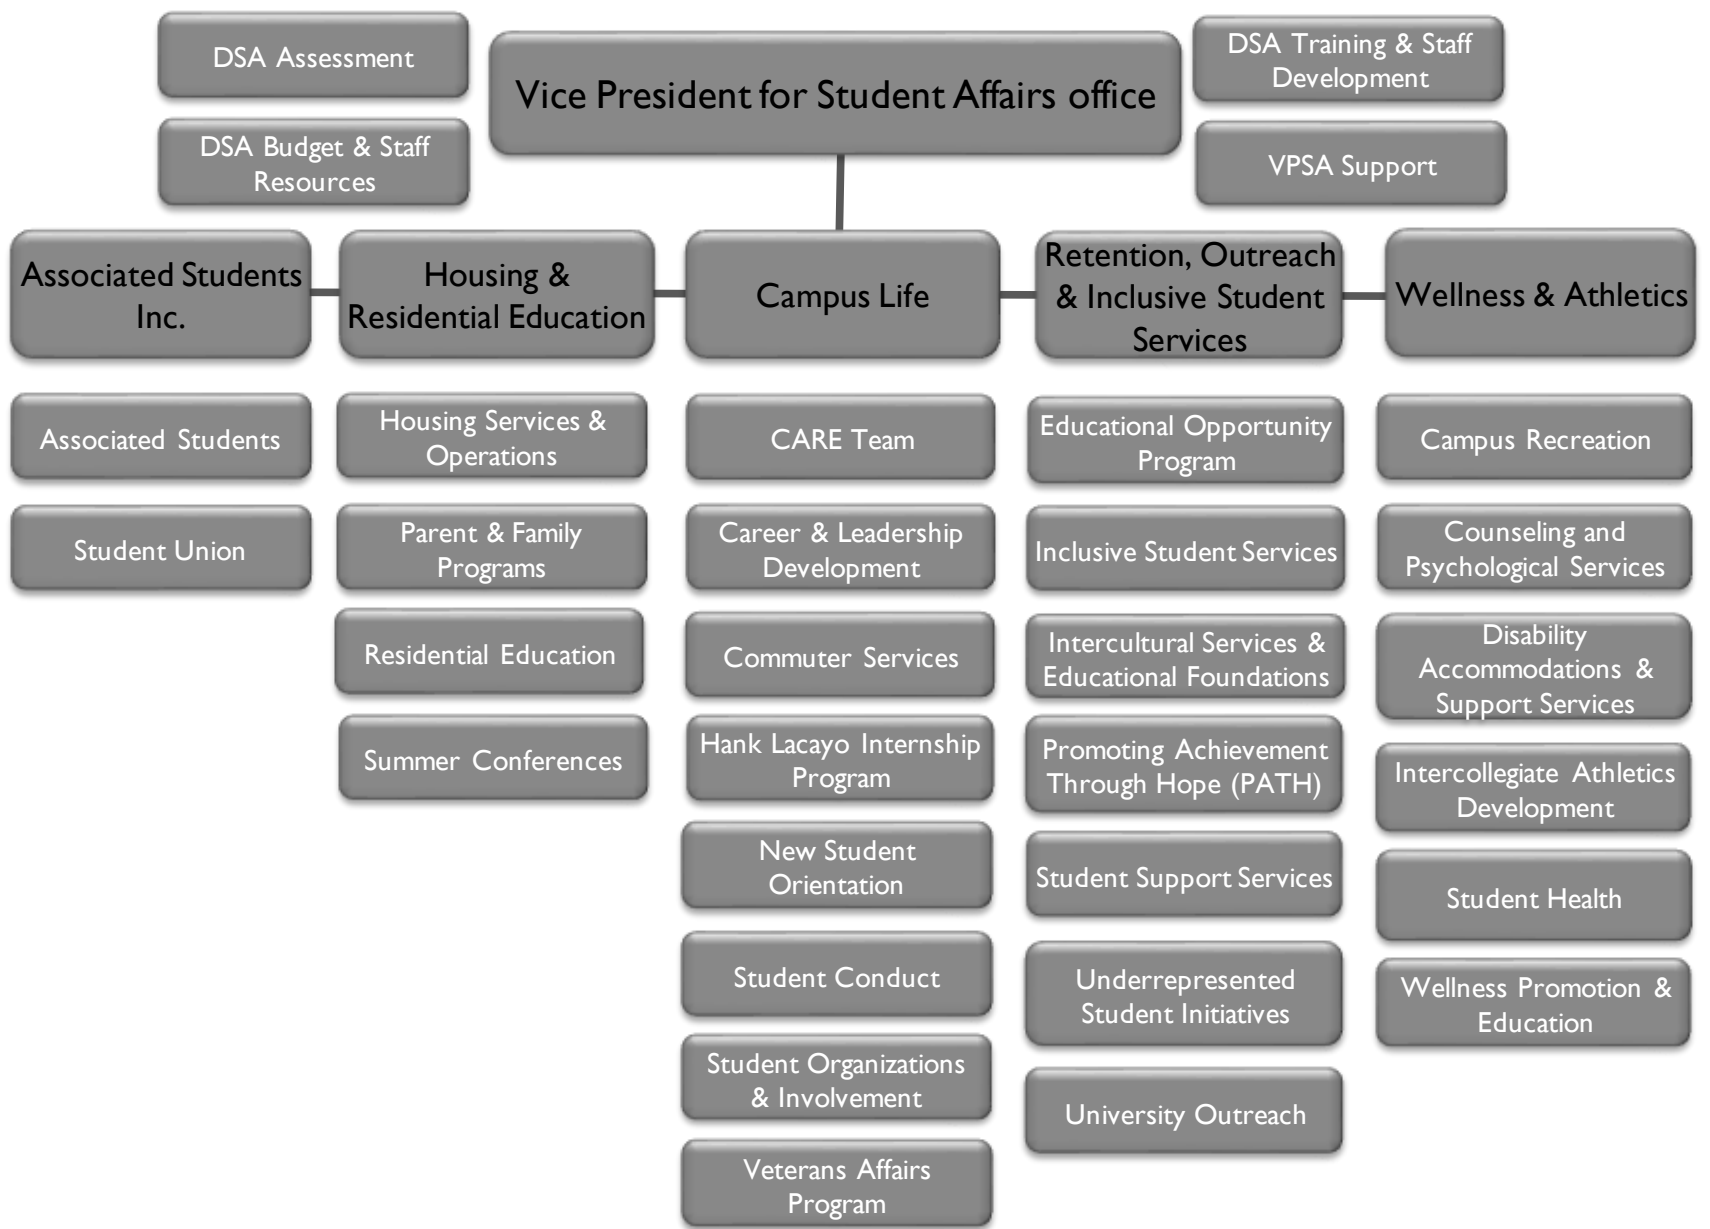 DSA Assessment
DSA Budget & Staff
Resources
Vice President for Student Affairs office
DSA Training & Staff
Development
VPSA Support
Associated Students
Inc.
Housing &
Residential Education
Campus Life
Retention, Outreach
& Inclusive Student
Services
Wellness & Athletics
Associated Students
Student Union
Housing Services &
Operations
Parent & Family
Programs
Residential Education
Summer Conferences
CARE Team
Career & Leadership
Development
Commuter Services
Hank Lacayo Internship
Program
New Student
Orientation
Student Conduct
Student Organizations
& Involvement
Veterans Affairs
Program
Educational Opportunity
Program
Inclusive Student Services
Intercultural Services &
Educational Foundations
Promoting Achievement
Through Hope (PATH)
Student Support Services
Underrepresented
Student Initiatives
University Outreach
Campus Recreation
Counseling and
Psychological Services
Disability
Accommodations &
Support Services
Intercollegiate Athletics
Development
Student Health
Wellness Promotion &
Education